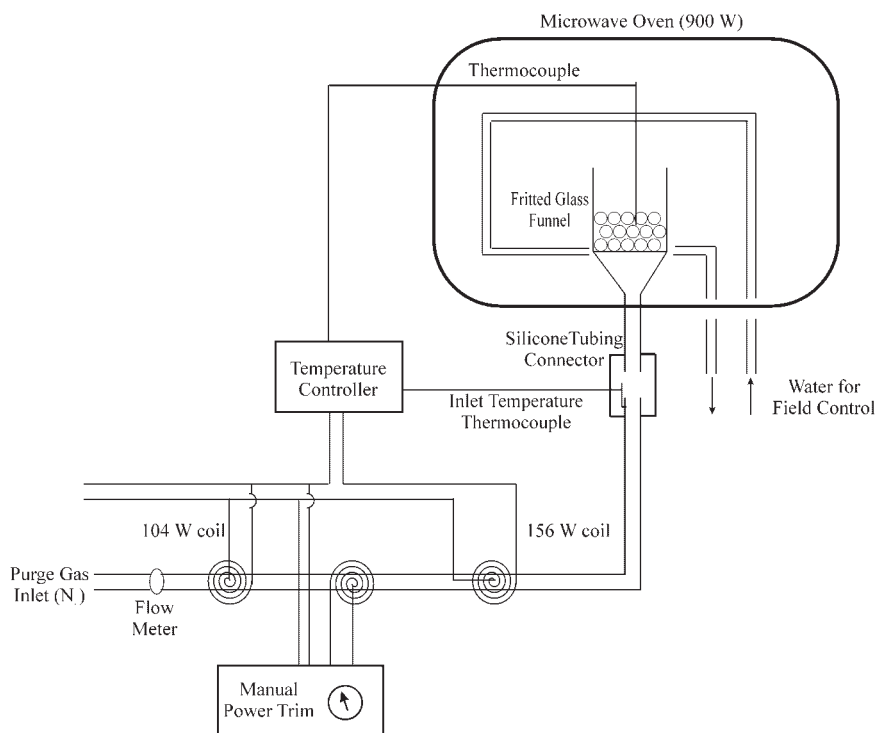 Microwave Oven (900 W)
Thermocouple
Fritted Glass
Funnel
SiliconeTubing
Connector
Temperature
Controller
Inlet Temperature
Thermocouple
Water for
Field Control
104 W coil
156 W coil
Purge Gas
Inlet (N.)
Flow
Meter
Manual
Power Trim